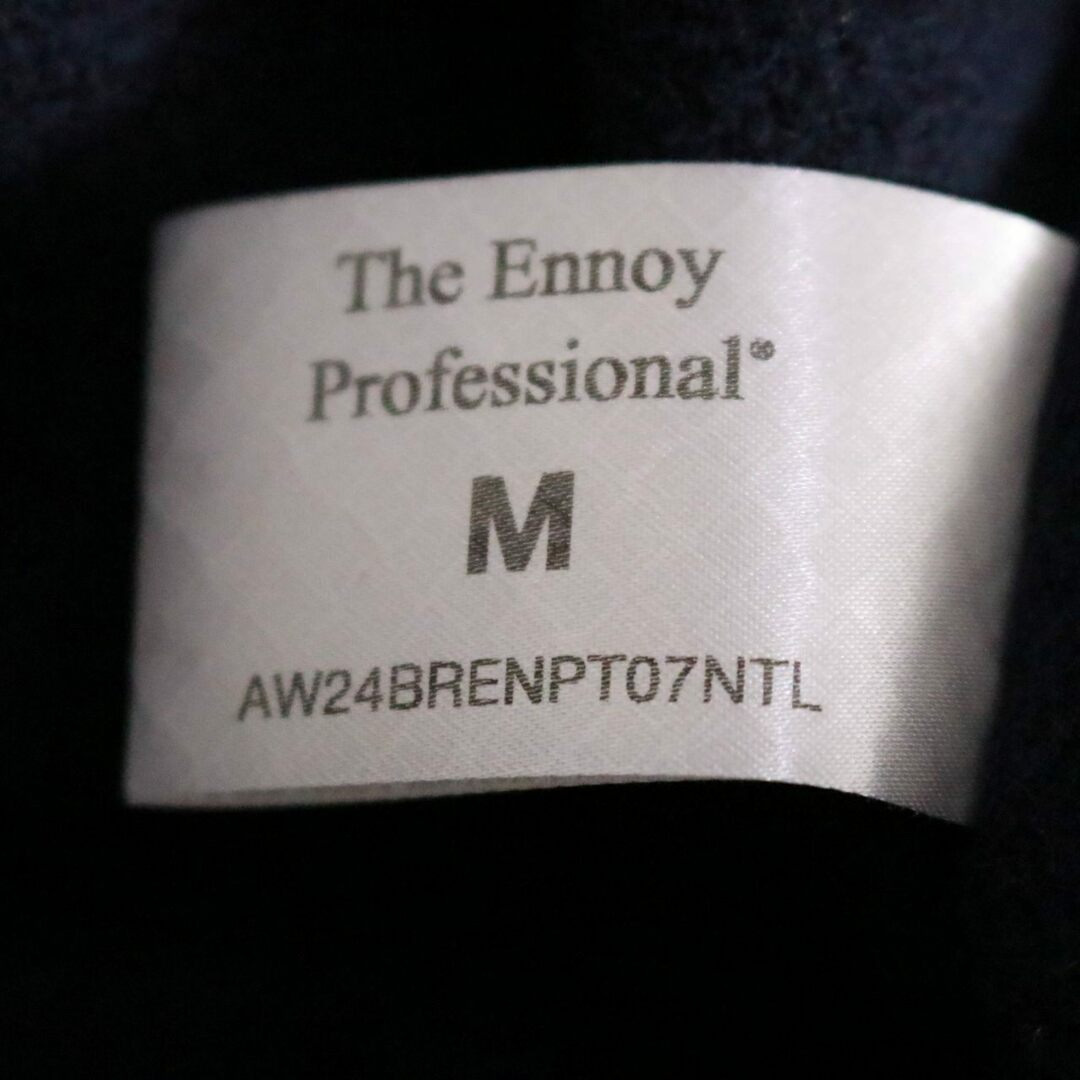 The Ennoy
Professional®
M
AW24BRENPT07NTL